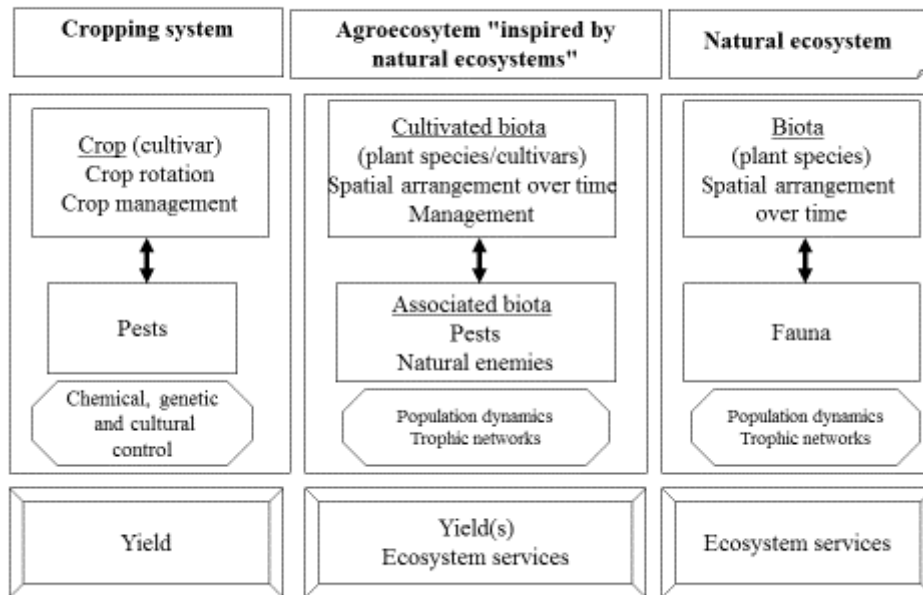 Cropping system
Agroecosytem "inspired by
natural ecosystems"
Natural ecosystem
Crop (cultivar)
Crop rotation
Crop management
Pests
Chemical, genetic
and cultural
control
Yield
Cultivated biota
(plant species/cultivars)
Spatial arrangement over time
Management
Associated biota
Pests
Natural enemies
Population dynamics
Trophic networks
Yield(s)
Ecosystem services
Biota
(plant species)
Spatial arrangement
over time
Fauna
Population dynamics
Trophic networks
Ecosystem services